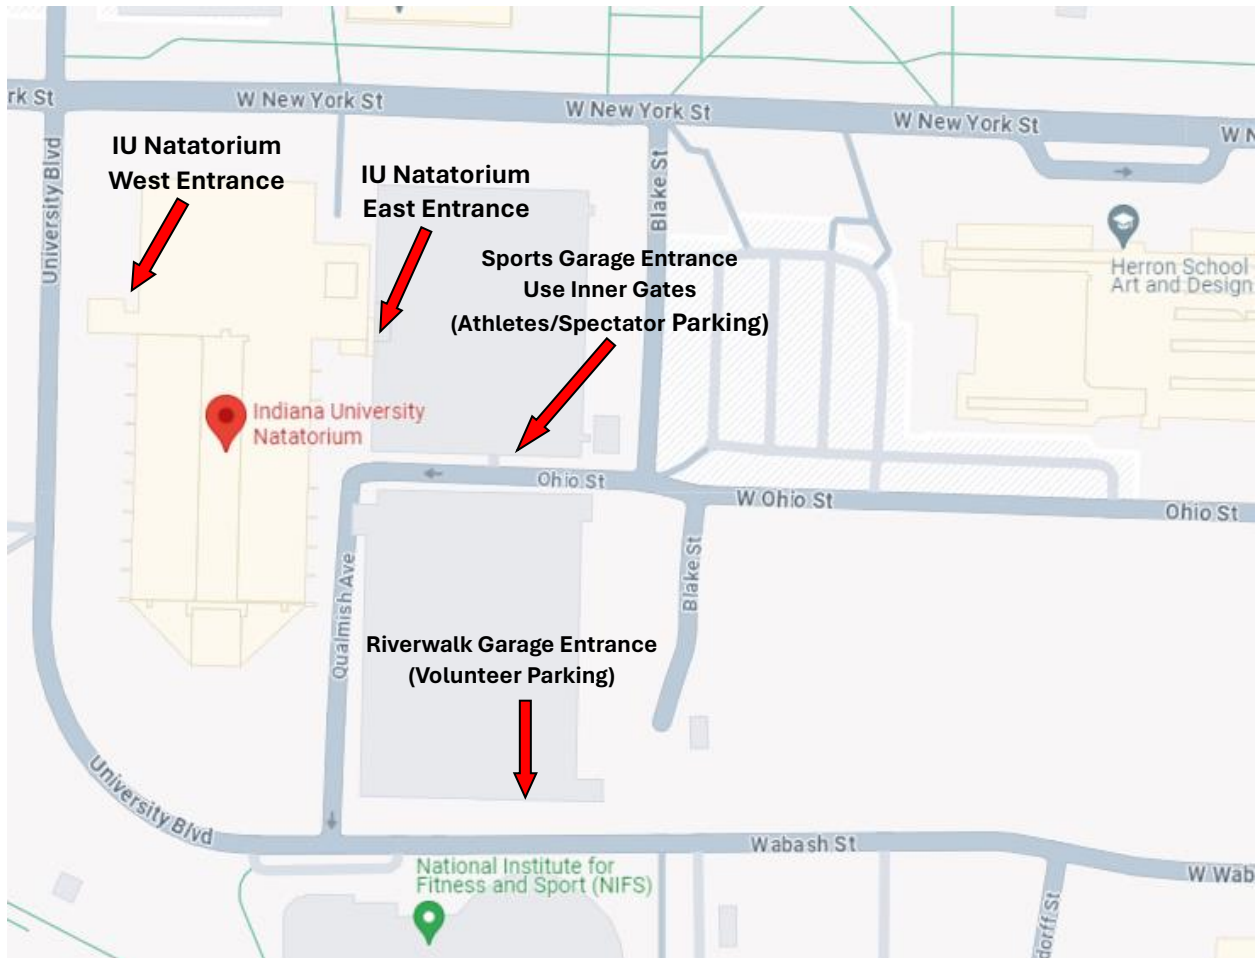 rk St
W New York St
W New York St
W New York St
W N
University Blvd
IU Natatorium
West Entrance
IU Natatorium
East Entrance
Blake St
Sports Garage Entrance
Use Inner Gates
(Athletes/Spectator Parking)
Herron School
Art and Design
Indiana University
Natatorium
Ohio St
W Ohio St
Ohio St
Qualmish Ave
Blake St
Riverwalk Garage Entrance
(Volunteer Parking)
University Blvd
Wabash St
W Wab
National Institute for
Fitness and Sport (NIFS)
dorff St